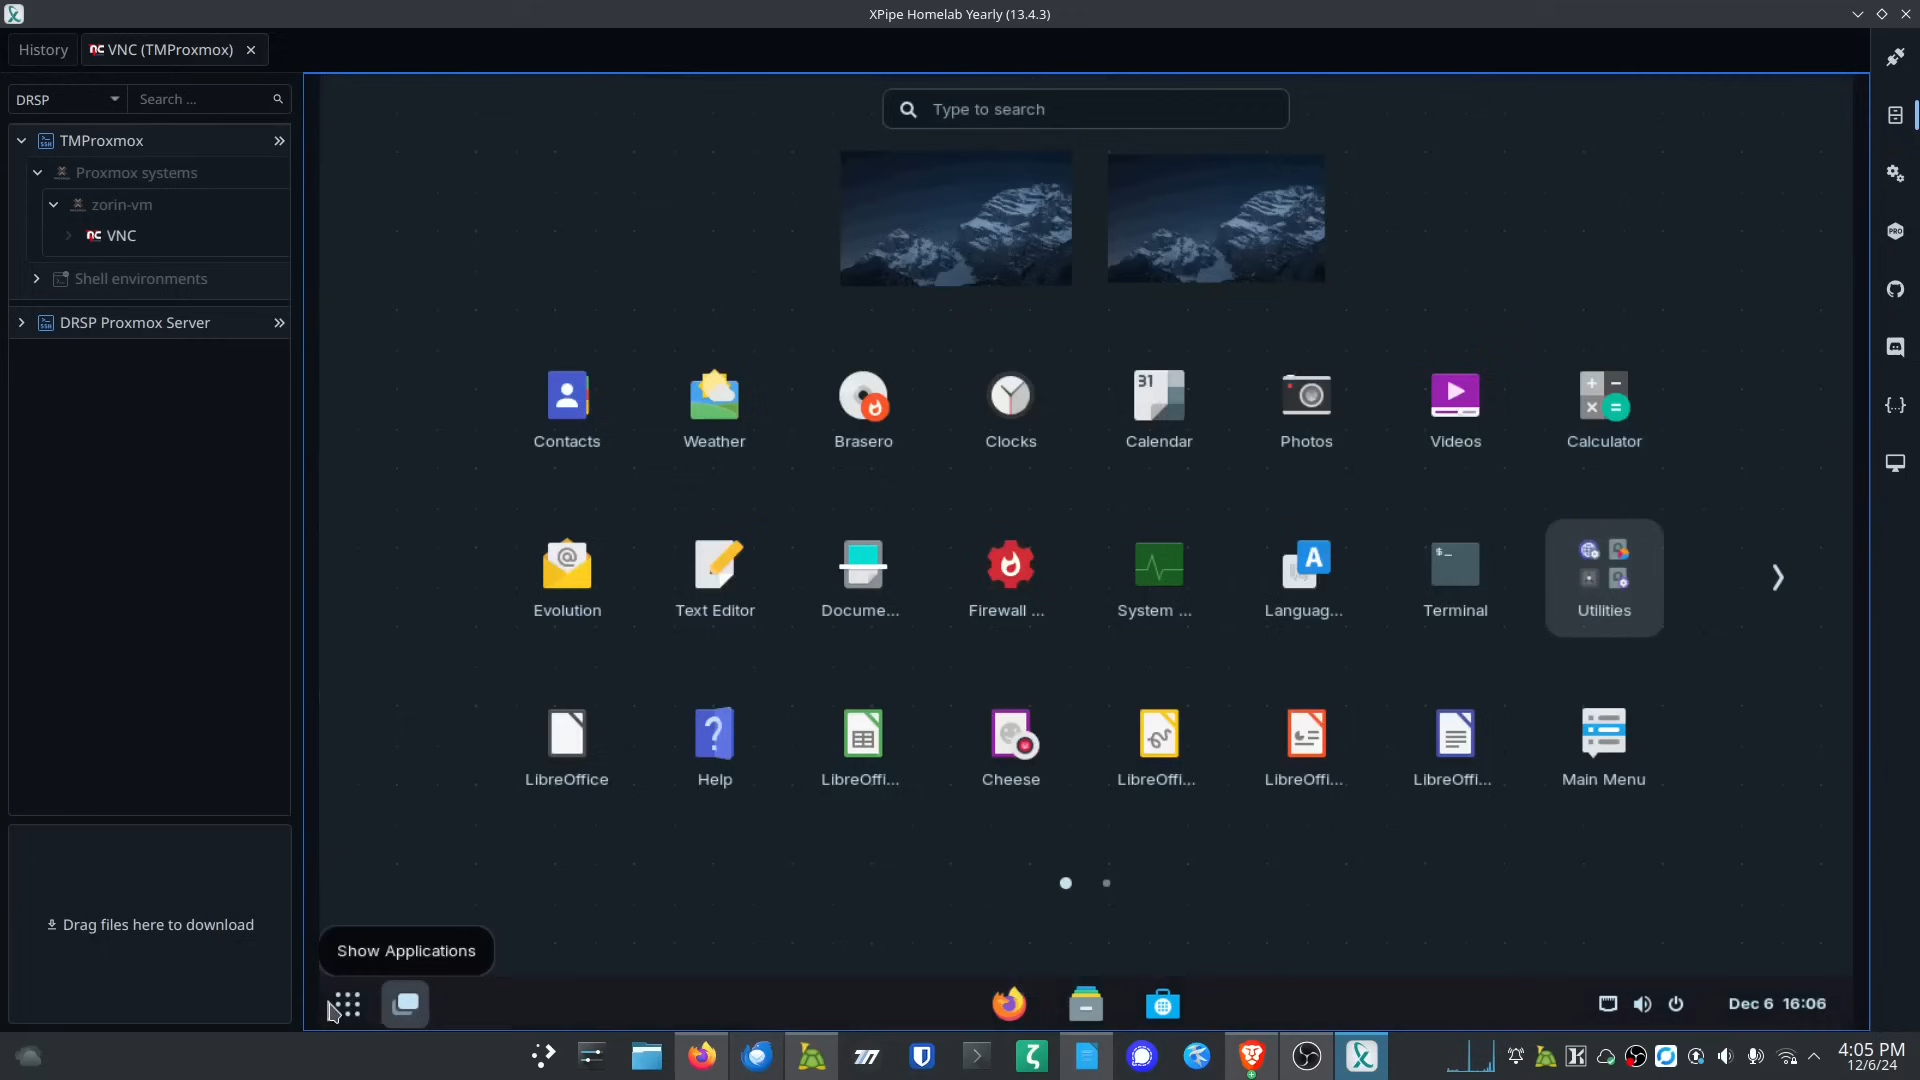 XPipe Homelab Yearly (13.4.3)
History
VNC (TMProxmox)
DRSP
Search ...
TMProxmox
Proxmox systems
zorin-vm
VNC
Shell environments
DRSP Proxmox Server
Drag files here to download
Type to search
Contacts
Weather
Brasero
Clocks
31
Calendar
Photos
Videos
Calculator
Evolution
Text Editor
Docume...
Firewall ...
System ...
A
Languag...
$_
Terminal
Utilities
LibreOffice
Help
LibreOffi...
Cheese
LibreOffi...
LibreOffi...
LibreOffi...
Main Menu
Show Applications
Dec 6 16:06
PRO
4:05 PM
12/6/24